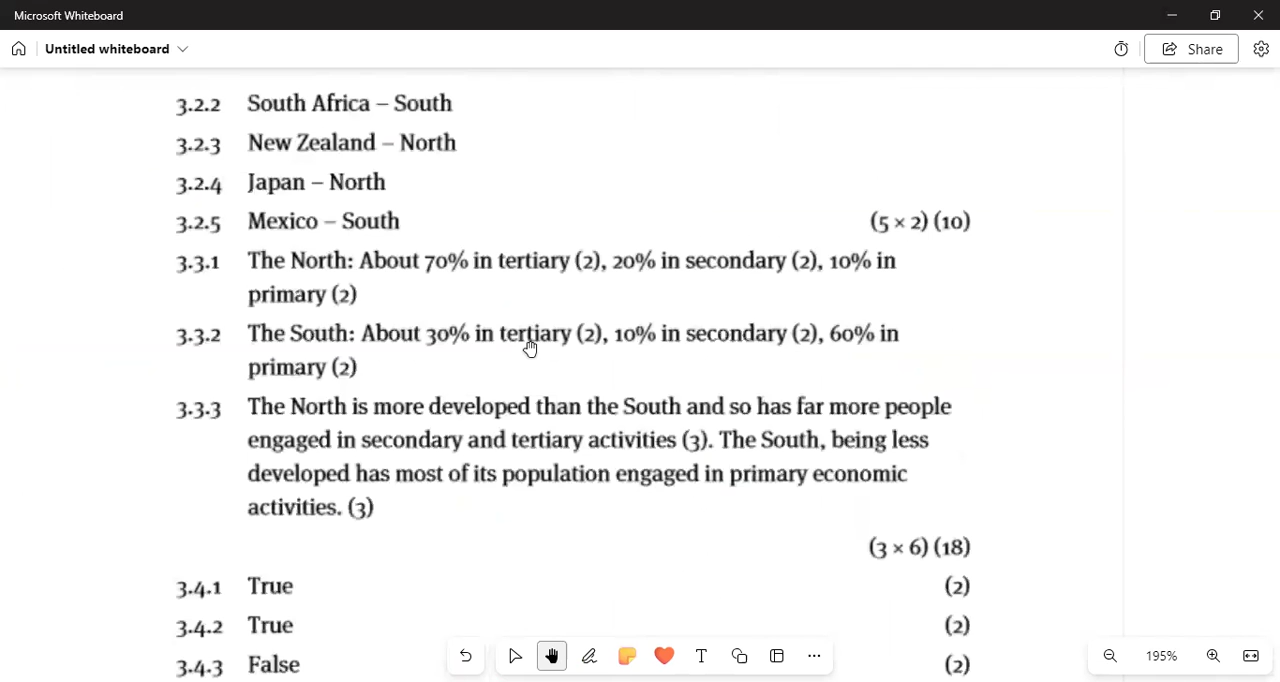 Microsoft Whiteboard
Untitled whiteboard
Share
3.2.2 South Africa – South
3.2.3 New Zealand – North
3.2.4 Japan – North
3.2.5 Mexico – South (5 × 2) (10)
3.3.1 The North: About 70% in tertiary (2), 20% in secondary (2), 10% in
primary (2)
3.3.2 The South: About 30% in tertiary (2), 10% in secondary (2), 60% in
primary (2)
3.3.3 The North is more developed than the South and so has far more people
engaged in secondary and tertiary activities (3). The South, being less
developed has most of its population engaged in primary economic
activities. (3)
(3 × 6) (18)
3.4.1 True (2)
3.4.2 True (2)
3.4.3 False (2)
195%